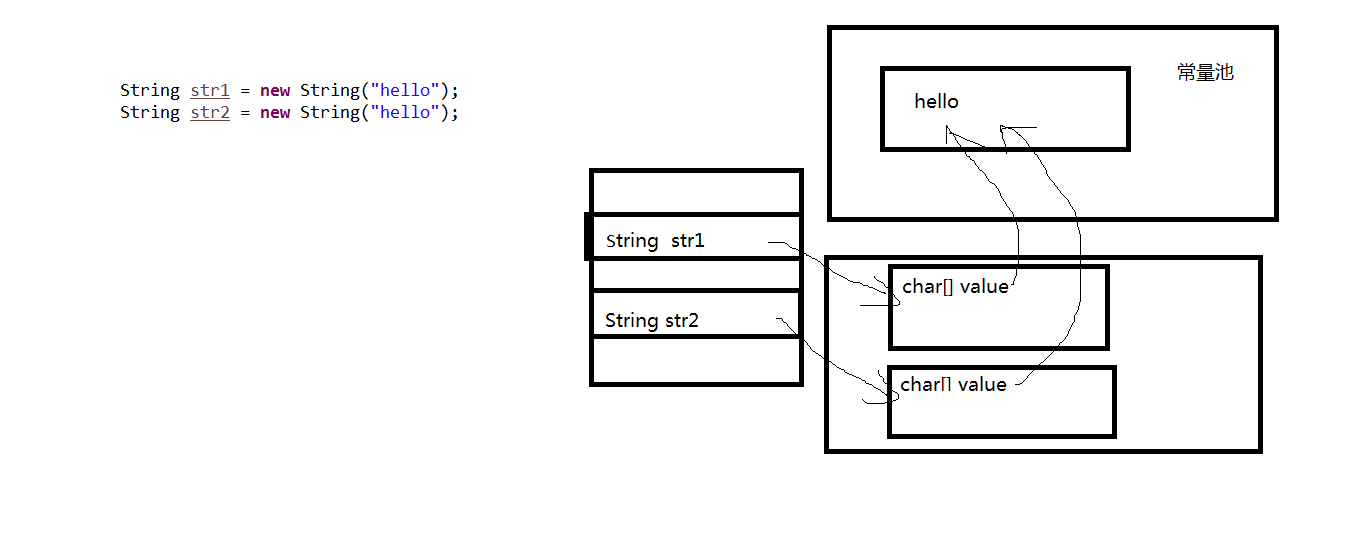 String str1 = new String("hello");
String str2 = new String("hello");
常量池
hello
String str1
String str2
char[] value
char[] value